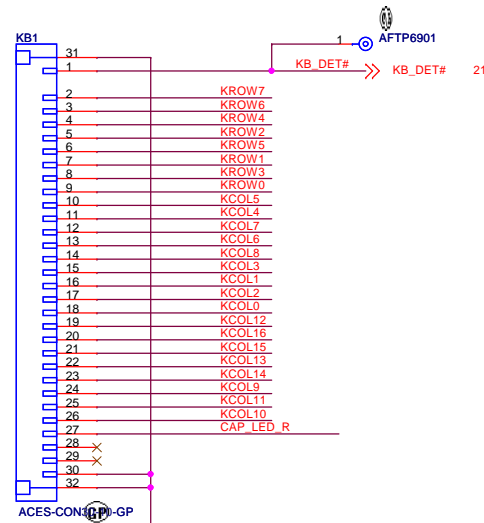 KB1
1 AFTP6901
31
1 KB_DET# KB_DET# 21
2 KROW7
3 KROW6
4 KROW4
5 KROW2
6 KROW5
7 KROW1
8 KROW3
9 KROW0
10 KCOL5
11 KCOL4
12 KCOL7
13 KCOL6
14 KCOL8
15 KCOL3
16 KCOL1
17 KCOL2
18 KCOL0
19 KCOL12
20 KCOL16
21 KCOL15
22 KCOL13
23 KCOL14
24 KCOL9
25 KCOL11
26 KCOL10
27 CAP_LED_R
28
29
30
32
GP